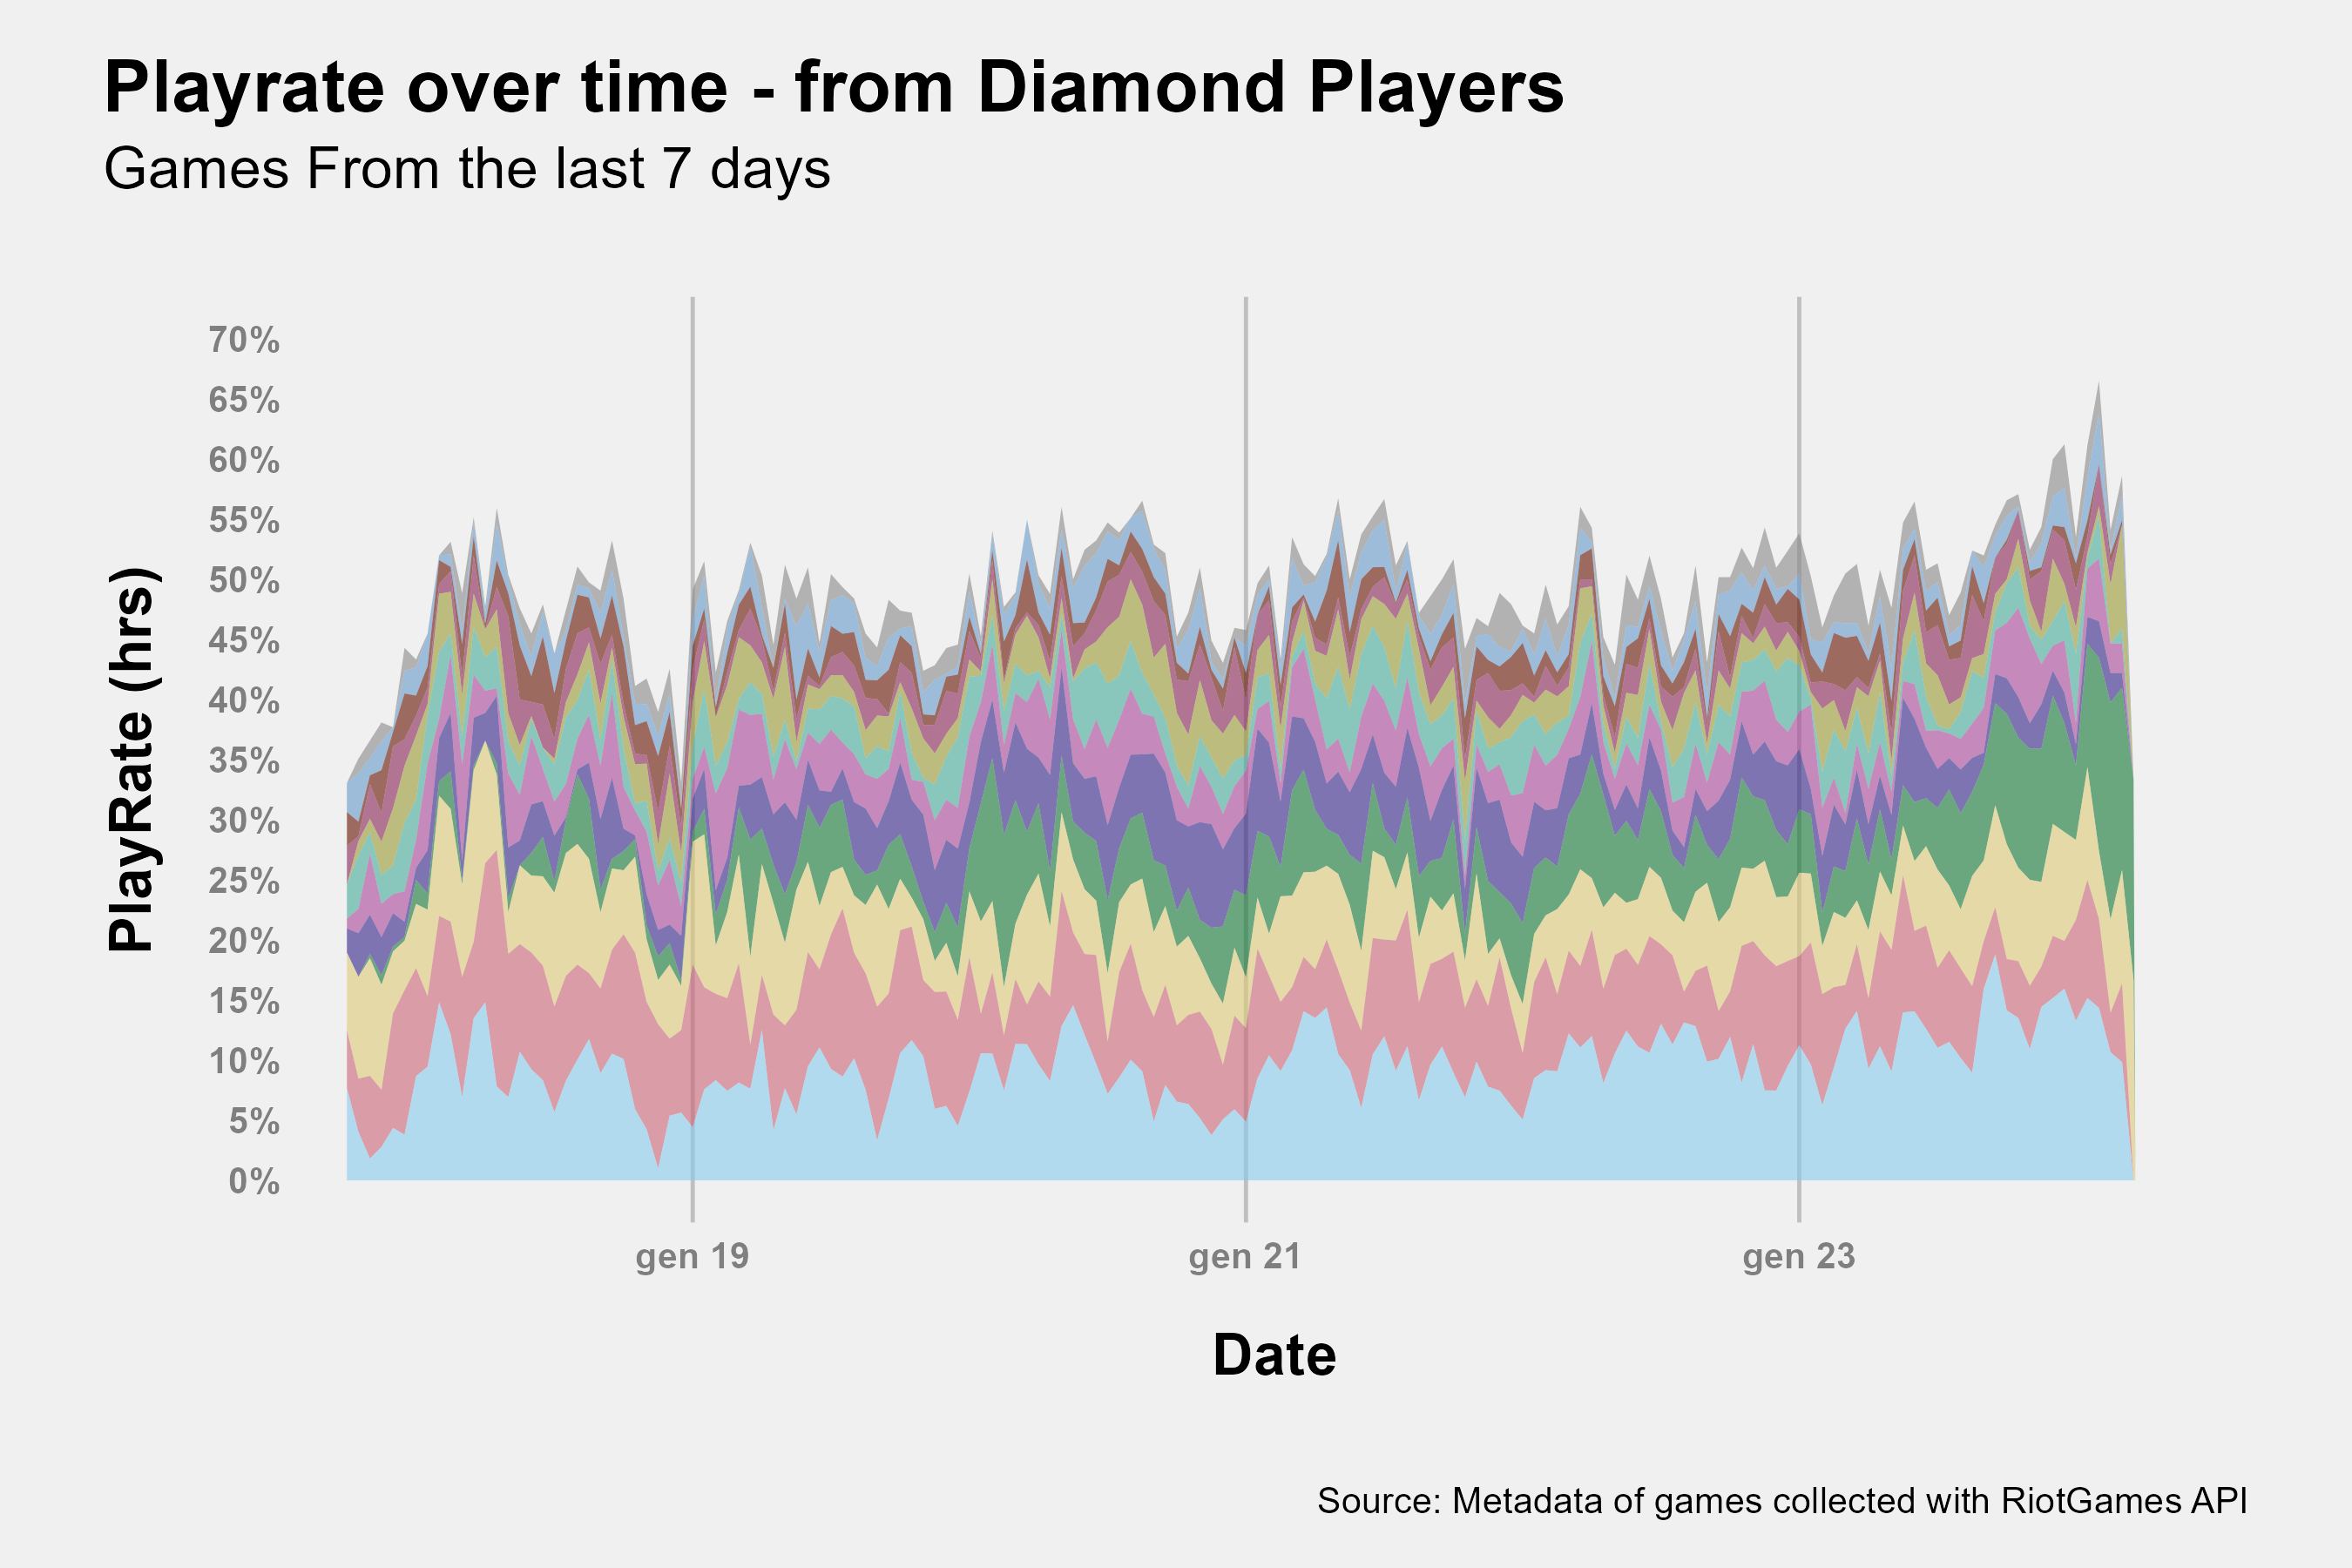 Playrate over time - from Diamond Players
Games From the last 7 days
PlayRate (hrs)
70%
65%
60%
55%
50%
45%
40%
35%
30%
25%
20%
15%
10%
5%
0%
gen 19
gen 21
gen 23
Date
Source: Metadata of games collected with RiotGames API